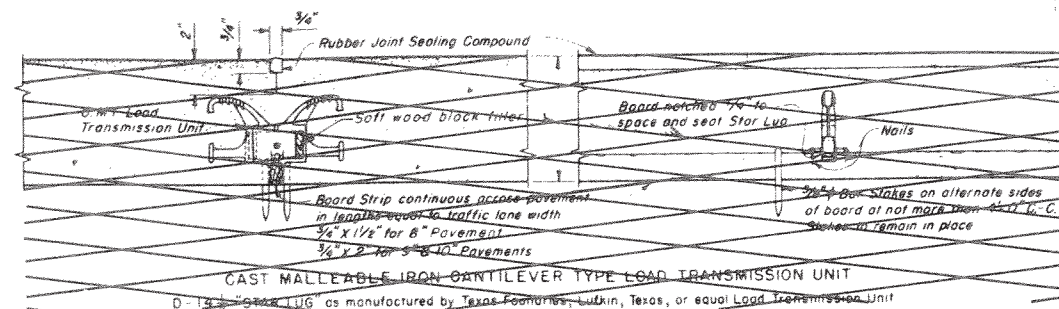 3/4"
2"
3/4"
Rubber Joint Sealing Compound
Load
Transmission Unit
Soft wood block filler
Board notched 1/4" to
space and seat Star Lug
Nails
Board Strip continuous across pavement
in lengths equal to traffic lane width
3/4" X 1 1/2" for 8" Pavement
3/4" X 2" for 9" & 10" Pavements
Bar Stakes on alternate sides
of board at not more than C.-C.
Stakes to remain in place
CAST MALLEABLE IRON CANTILEVER TYPE LOAD TRANSMISSION UNIT
"STAR LUG" as manufactured by Texas Foundries, Lufkin, Texas, or equal Load Transmission Unit